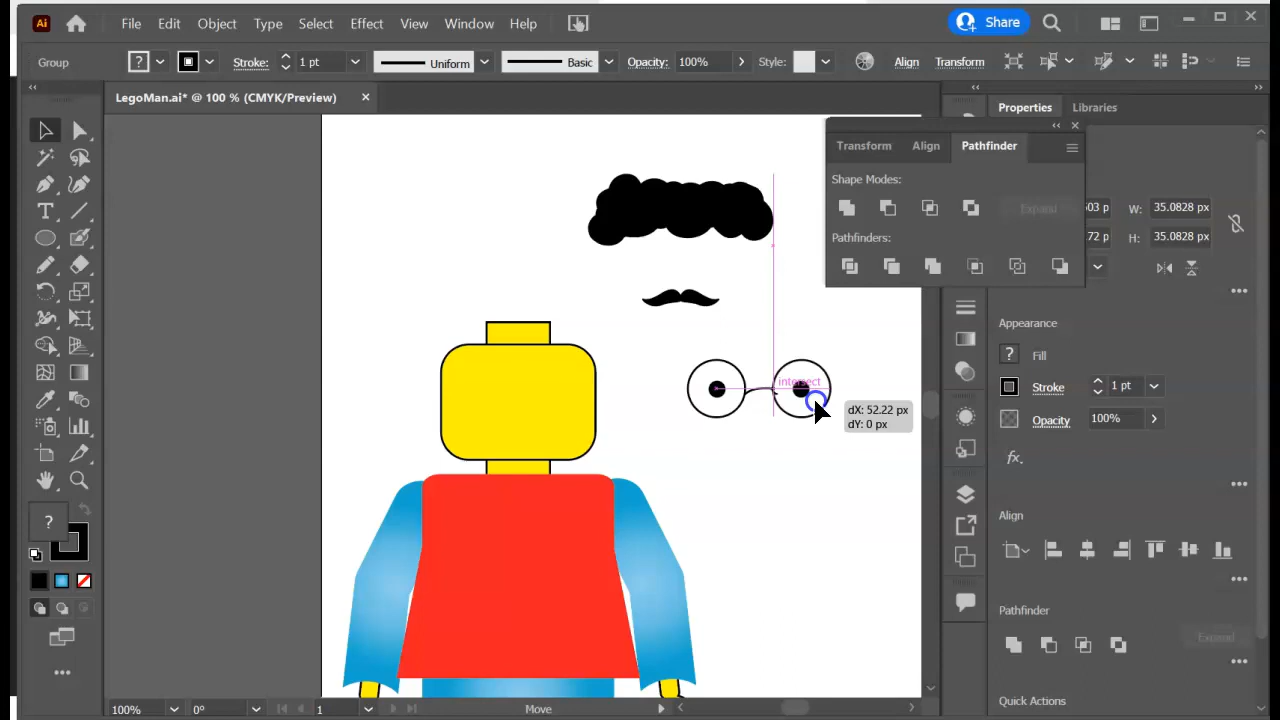 Ai File Edit Object Type Select Effect View Window Help Share
Group ? Stroke: 1 pt Uniform Basic Opacity: 100% Style: Align Transform
LegoMan.ai* @ 100 % (CMYK/Preview) ×
Properties Libraries
Transform Align Pathfinder
Shape Modes:
Expand
Pathfinders:
503 p W: 35.0828 px
72 p H: 35.0828 px
Appearance
? Fill
Stroke 1 pt
Opacity 100%
fx.
intersect
dX: 52.22 px
dY: 0 px
Align
?
Pathfinder
Expand
Quick Actions
100% 0° 1 Move